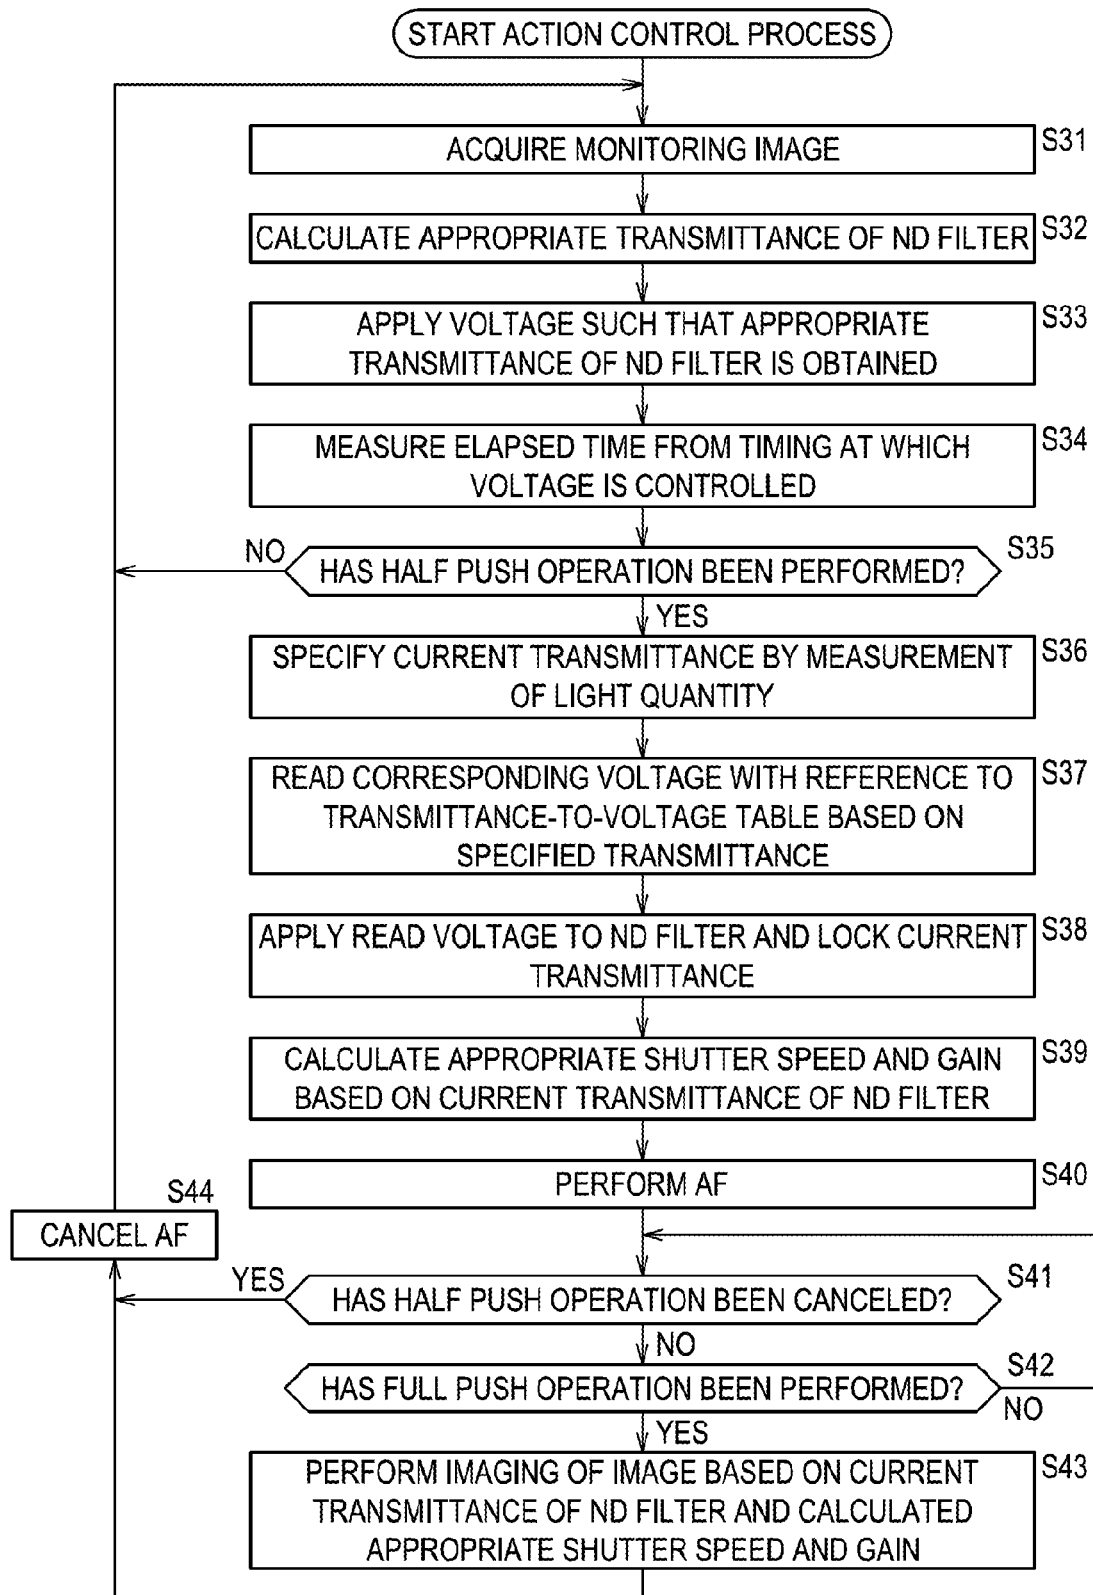 START ACTION CONTROL PROCESS
ACQUIRE MONITORING IMAGE
S31
CALCULATE APPROPRIATE TRANSMITTANCE OF ND FILTER
S32
APPLY VOLTAGE SUCH THAT APPROPRIATE
TRANSMITTANCE OF ND FILTER IS OBTAINED
S33
MEASURE ELAPSED TIME FROM TIMING AT WHICH
VOLTAGE IS CONTROLLED
S34
NO
HAS HALF PUSH OPERATION BEEN PERFORMED?
S35
YES
SPECIFY CURRENT TRANSMITTANCE BY MEASUREMENT
OF LIGHT QUANTITY
S36
READ CORRESPONDING VOLTAGE WITH REFERENCE TO
TRANSMITTANCE-TO-VOLTAGE TABLE BASED ON
SPECIFIED TRANSMITTANCE
S37
APPLY READ VOLTAGE TO ND FILTER AND LOCK CURRENT
TRANSMITTANCE
S38
CALCULATE APPROPRIATE SHUTTER SPEED AND GAIN
BASED ON CURRENT TRANSMITTANCE OF ND FILTER
S39
PERFORM AF
S40
S44
CANCEL AF
YES
HAS HALF PUSH OPERATION BEEN CANCELED?
S41
NO
HAS FULL PUSH OPERATION BEEN PERFORMED?
S42
NO
YES
PERFORM IMAGING OF IMAGE BASED ON CURRENT
TRANSMITTANCE OF ND FILTER AND CALCULATED
APPROPRIATE SHUTTER SPEED AND GAIN
S43